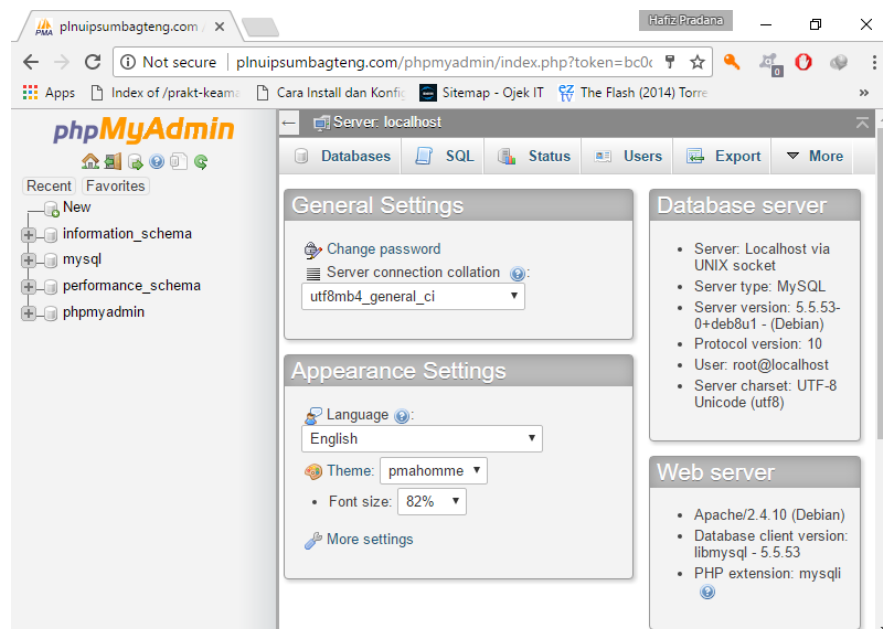 plnuipsumbagteng.com /
Hafiz Pradana
Not secure | plnuipsumbagteng.com/phpmyadmin/index.php?token=bc0c
0
Apps Index of /prakt-keama Cara Install dan Konfig Sitemap - Ojek IT The Flash (2014) Torre »
phpMyAdmin
Recent Favorites
New
information_schema
mysql
performance_schema
phpmyadmin
Server: localhost
Databases SQL Status Users Export More
General Settings
Change password
Server connection collation :
utf8mb4_general_ci
Appearance Settings
Language :
English
Theme: pmahomme
• Font size: 82%
More settings
Database server
• Server: Localhost via
UNIX socket
• Server type: MySQL
• Server version: 5.5.53-
0+deb8u1 - (Debian)
• Protocol version: 10
• User: root@localhost
• Server charset: UTF-8
Unicode (utf8)
Web server
• Apache/2.4.10 (Debian)
• Database client version:
libmysql - 5.5.53
• PHP extension: mysqli